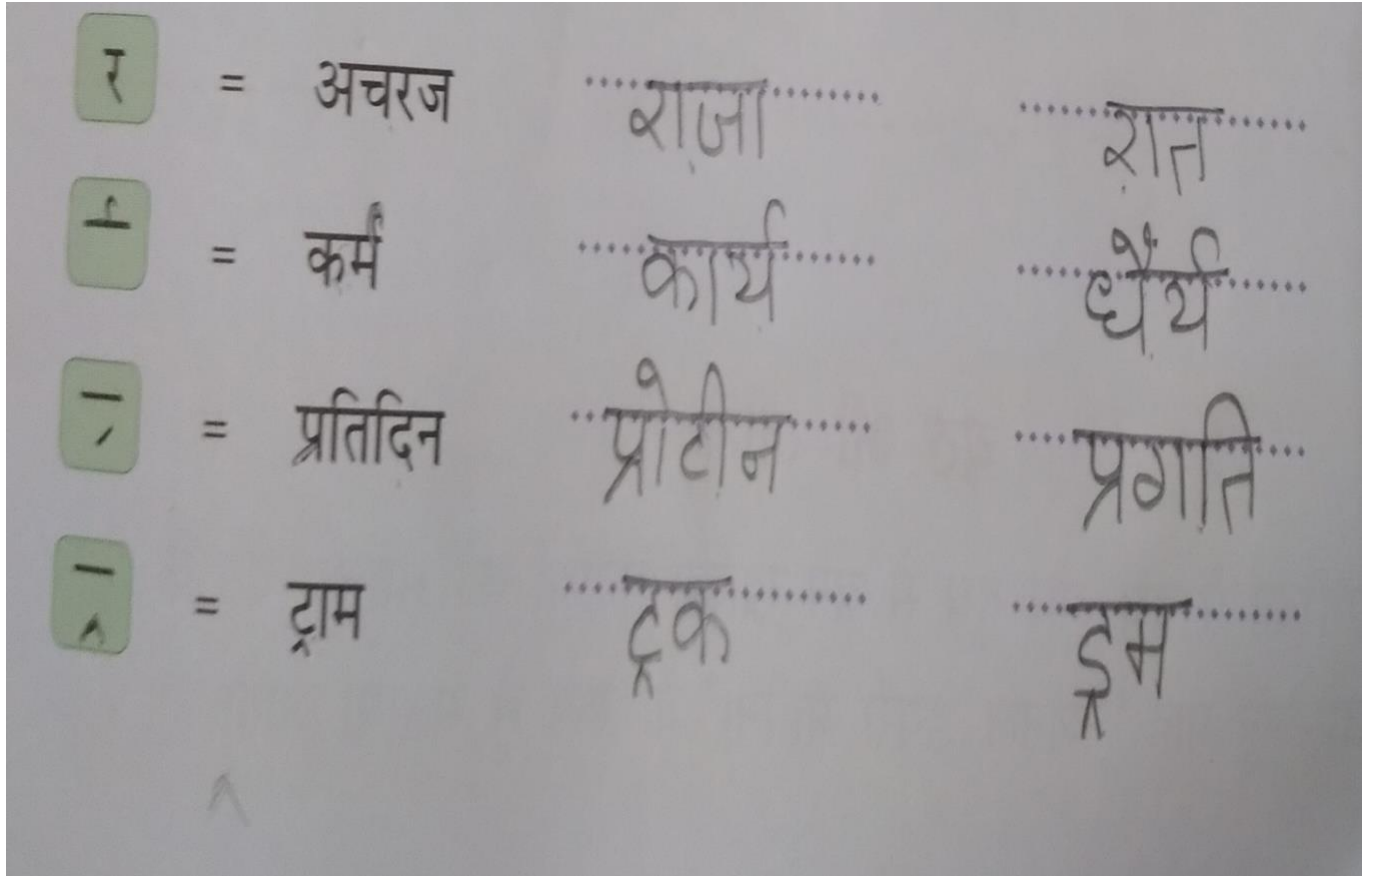 र = अचरज राजा रात
र्‍ = कर्म कार्य धैर्य
्र = प्रतिदिन प्रोटीन प्रगति
्र = ट्राम ट्रक ड्रम